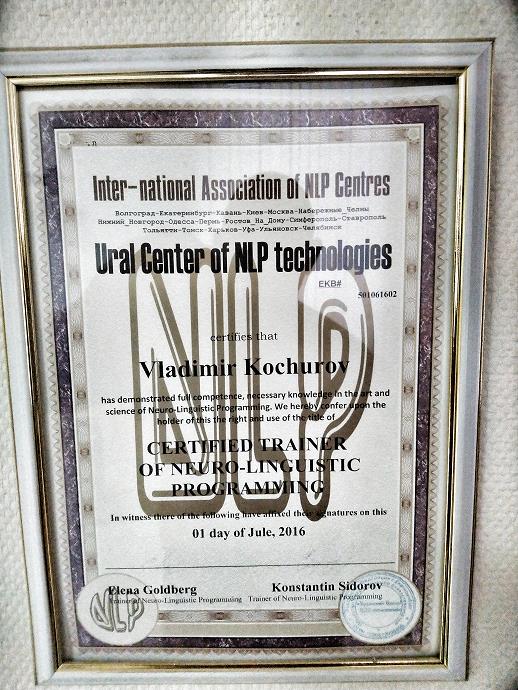 Inter-national Association of NLP Centres
Волгоград-Екатеринбург-Казань-Киев-Москва-Набережные_Челны
Нижний_Новгород-Одесса-Пермь-Ростов_На_Дону-Симферополь-Ставрополь
Тольятти-Томск-Харьков-Уфа-Ульяновск-Челябинск
Ural Center of NLP technologies
EKB#
501061602
NLP
certifies that
Vladimir Kochurov
has demonstrated full competence, necessary knowledge in the art and
science of Neuro-Linguistic Programming. We hereby confer upon the
holder of this the right and use of the title of
CERTIFIED TRAINER
OF NEURO-LINGUISTIC
PROGRAMMING
In witness there of the following have affixed their signatures on this
01 day of Jule, 2016
Elena Goldberg Konstantin Sidorov
Trainer of Neuro-Linguistic Programming Trainer of Neuro-Linguistic Programming
NLP